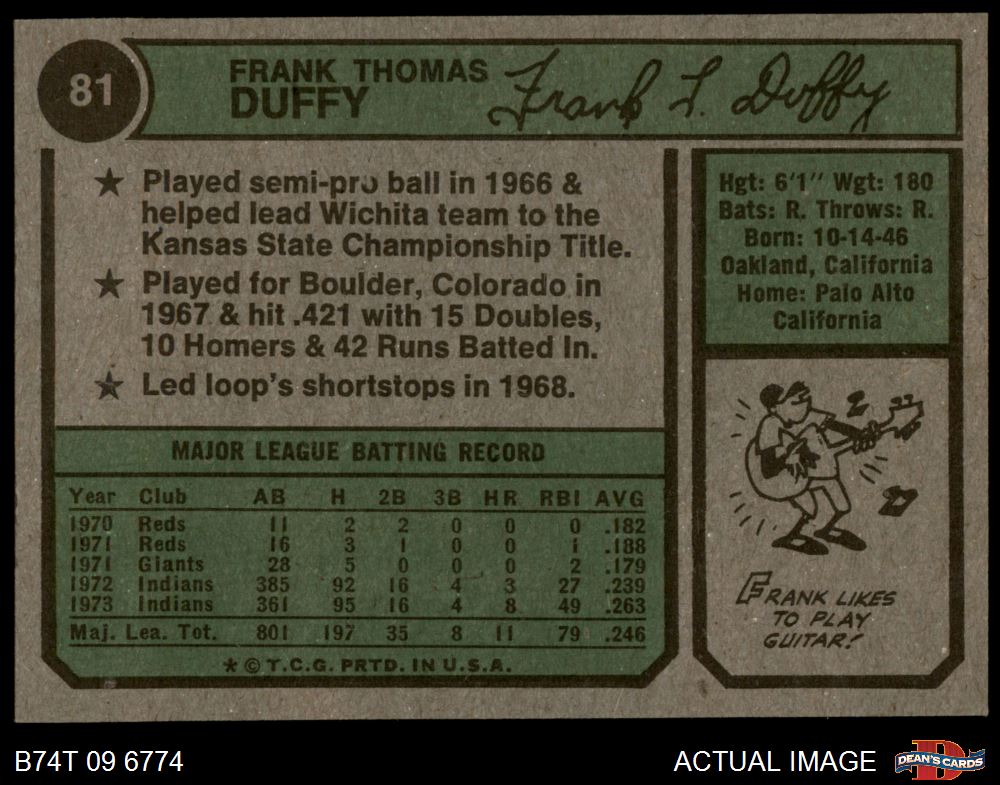 81
FRANK THOMAS
DUFFY
Frank T. Duffy
★ Played semi-pro ball in 1966 &
helped lead Wichita team to the
Kansas State Championship Title.
★ Played for Boulder, Colorado in
1967 & hit .421 with 15 Doubles,
10 Homers & 42 Runs Batted In.
★ Led loop's shortstops in 1968.
Hgt: 6'1" Wgt: 180
Bats: R. Throws: R.
Born: 10-14-46
Oakland, California
Home: Palo Alto
California
MAJOR LEAGUE BATTING RECORD
Year Club AB H 2B 3B HR RBI AVG
1970 Reds 11 2 2 0 0 0 .182
1971 Reds 16 3 1 0 0 1 .188
1971 Giants 28 5 0 0 0 2 .179
1972 Indians 385 92 16 4 3 27 .239
1973 Indians 361 95 16 4 8 49 .263
Maj. Lea. Tot. 801 197 35 8 11 79 .246
* © T.C.G. PRTD. IN U.S.A.
FRANK LIKES
TO PLAY
GUITAR!
B74T 09 6774
ACTUAL IMAGE
D
DEAN'S CARDS